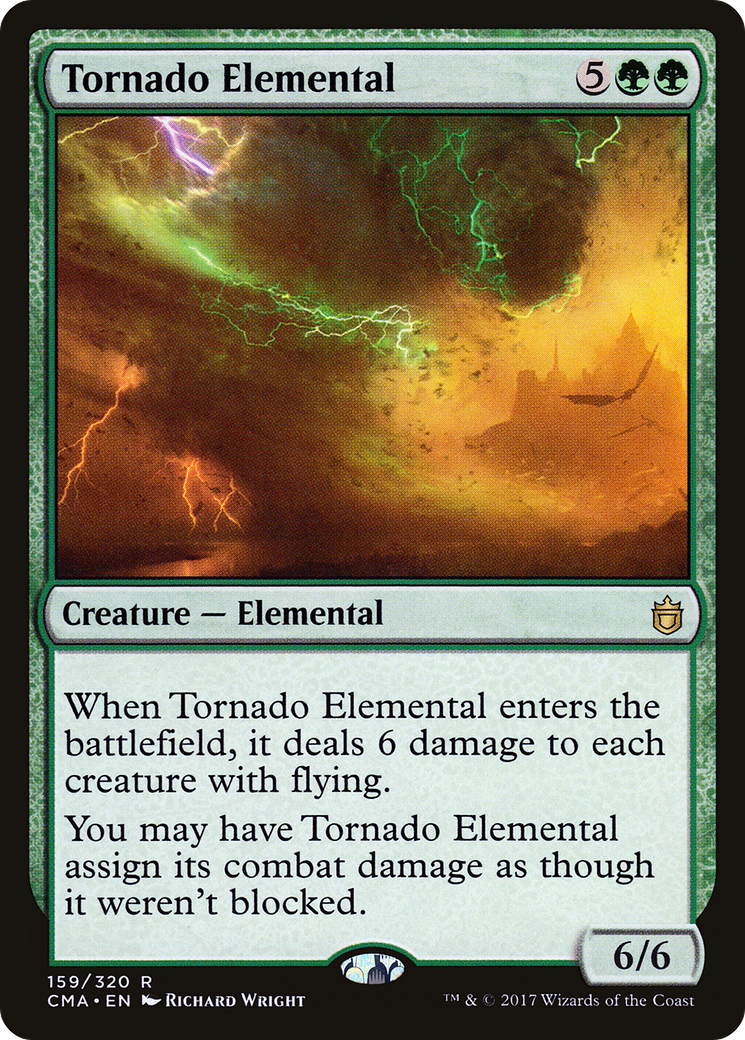 Tornado Elemental 5
Creature — Elemental
When Tornado Elemental enters the
battlefield, it deals 6 damage to each
creature with flying.
You may have Tornado Elemental
assign its combat damage as though
it weren't blocked.
6/6
159/320 R
CMA • EN Richard Wright
™ & © 2017 Wizards of the Coast